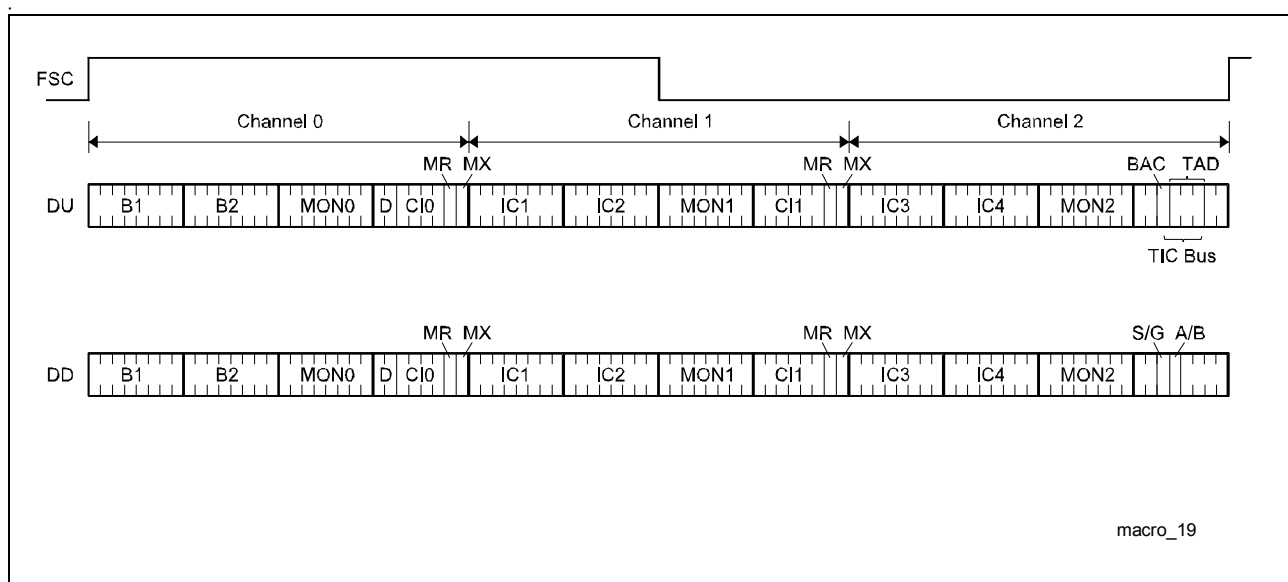 .
FSC
Channel 0 Channel 1 Channel 2
MR MX MR MX BAC TAD
DU B1 B2 MON0 D CI0 IC1 IC2 MON1 CI1 IC3 IC4 MON2
TIC Bus
MR MX MR MX S/G A/B
DD B1 B2 MON0 D CI0 IC1 IC2 MON1 CI1 IC3 IC4 MON2
macro_19